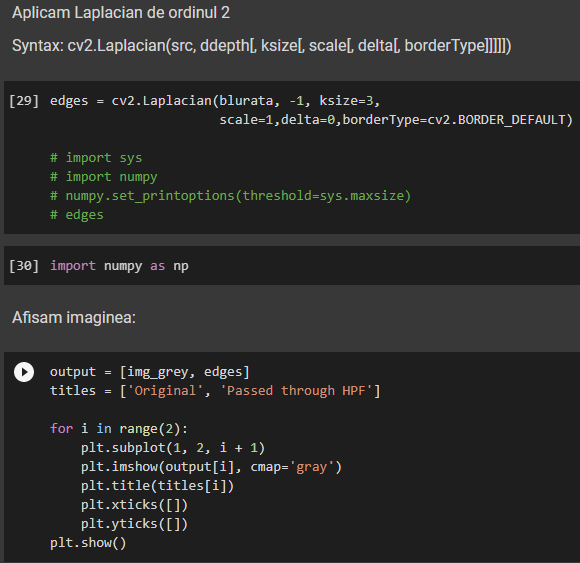 Aplicam Laplacian de ordinul 2
Syntax: cv2.Laplacian(src, ddepth[, ksize[, scale[, delta[, borderType]]]]])
[29] edges = cv2.Laplacian(blurata, -1, ksize=3,
scale=1,delta=0,borderType=cv2.BORDER_DEFAULT)
# import sys
# import numpy
# numpy.set_printoptions(threshold=sys.maxsize)
# edges
[30] import numpy as np
Afisam imaginea:
output = [img_grey, edges]
titles = ['Original', 'Passed through HPF']
for i in range(2):
plt.subplot(1, 2, i + 1)
plt.imshow(output[i], cmap='gray')
plt.title(titles[i])
plt.xticks([])
plt.yticks([])
plt.show()